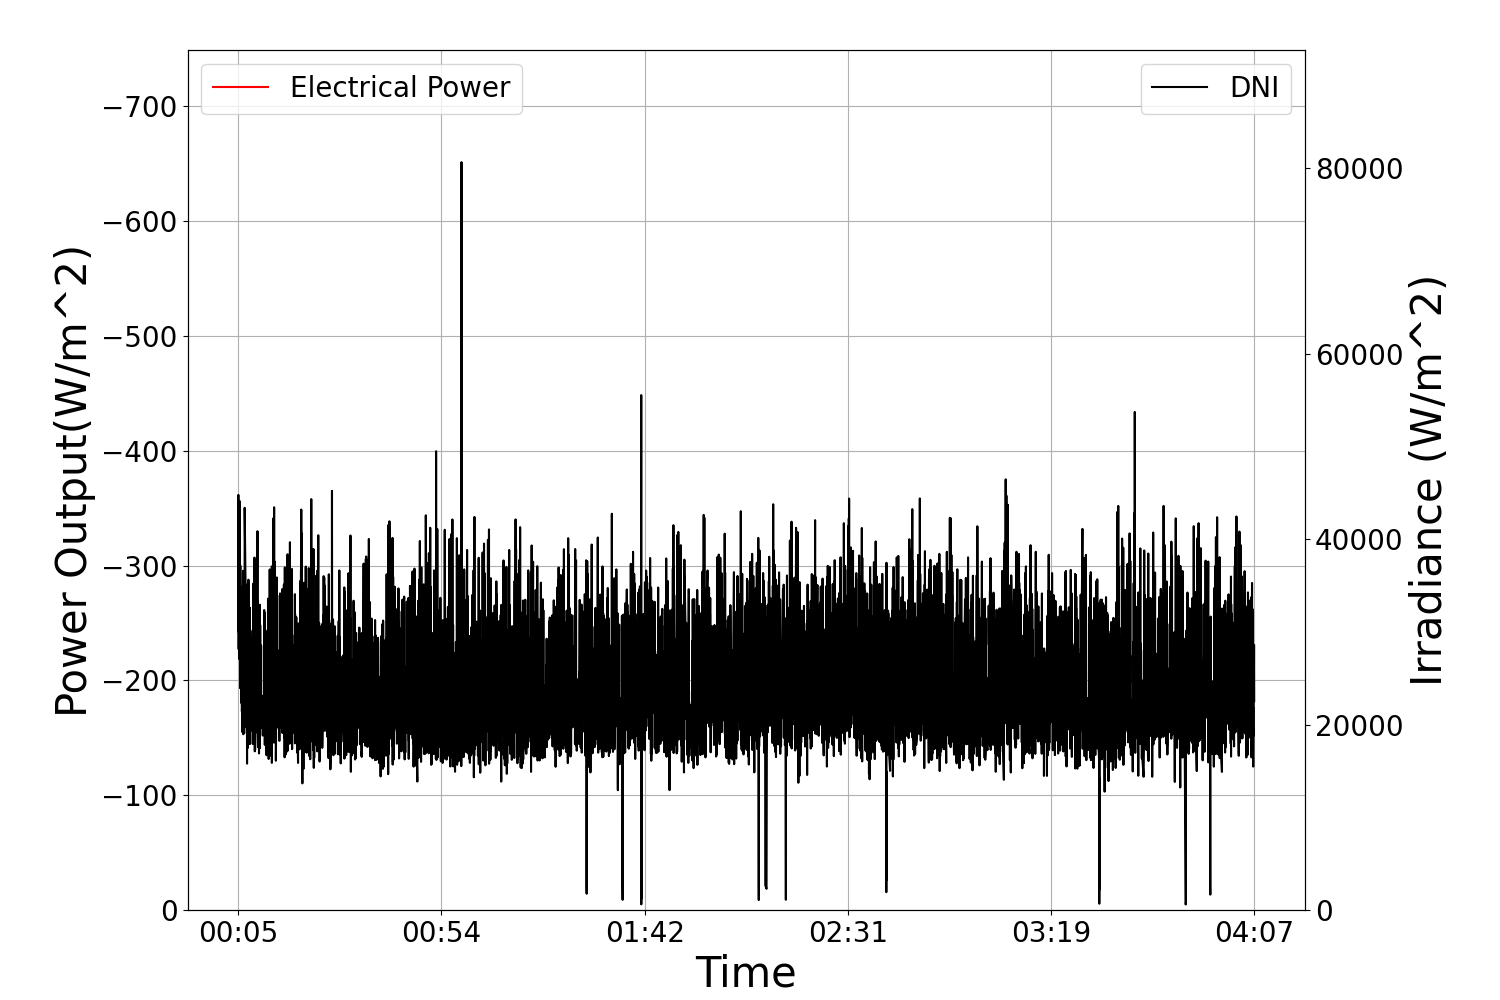 Electrical Power
DNI
Power Output(W/m^2)
−700
−600
−500
−400
−300
−200
−100
0
80000
60000
40000
20000
0
Irradiance (W/m^2)
00:05 00:54 01:42 02:31 03:19 04:07
Time